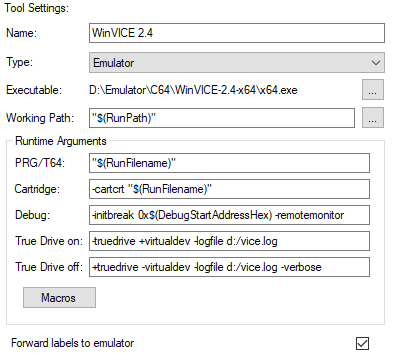 Tool Settings:
Name: WinVICE 2.4
Type: Emulator
Executable: D:\Emulator\C64\WinVICE-2.4-x64\x64.exe ...
Working Path: "$(RunPath)" ...
Runtime Arguments
PRG/T64: "$(RunFilename)"
Cartridge: -cartcrt "$(RunFilename)"
Debug: -initbreak 0x$(DebugStartAddressHex) -remotemonitor
True Drive on: -truedrive +virtualdev -logfile d:/vice.log
True Drive off: +truedrive -virtualdev -logfile d:/vice.log -verbose
Macros
Forward labels to emulator